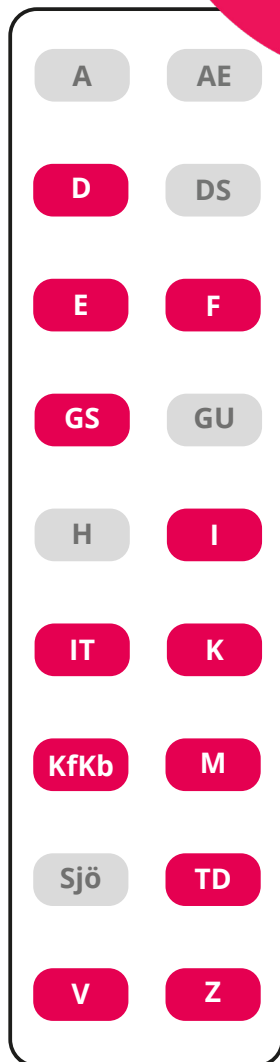 A AE
D DS
E F
GS GU
H I
IT K
KfKb M
Sjö TD
V Z